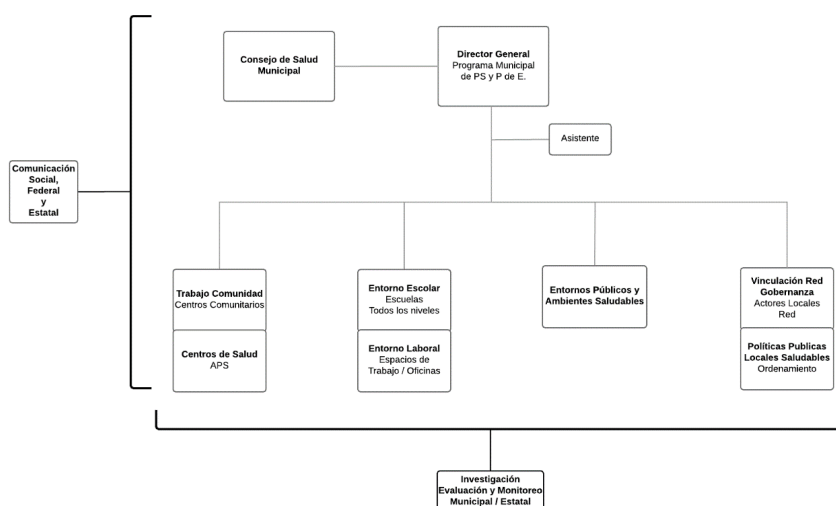 Consejo de Salud
Municipal
Director General
Programa Municipal
de PS y P de E.
Asistente
Comunicación
Social,
Federal
y
Estatal
Trabajo Comunidad
Centros Comunitarios
Centros de Salud
APS
Entorno Escolar
Escuelas
Todos los niveles
Entorno Laboral
Espacios de
Trabajo / Oficinas
Entornos Públicos y
Ambientes Saludables
Vinculación Red
Gobernanza
Actores Locales
Red
Políticas Publicas
Locales Saludables
Ordenamiento
Investigación
Evaluación y Monitoreo
Municipal / Estatal